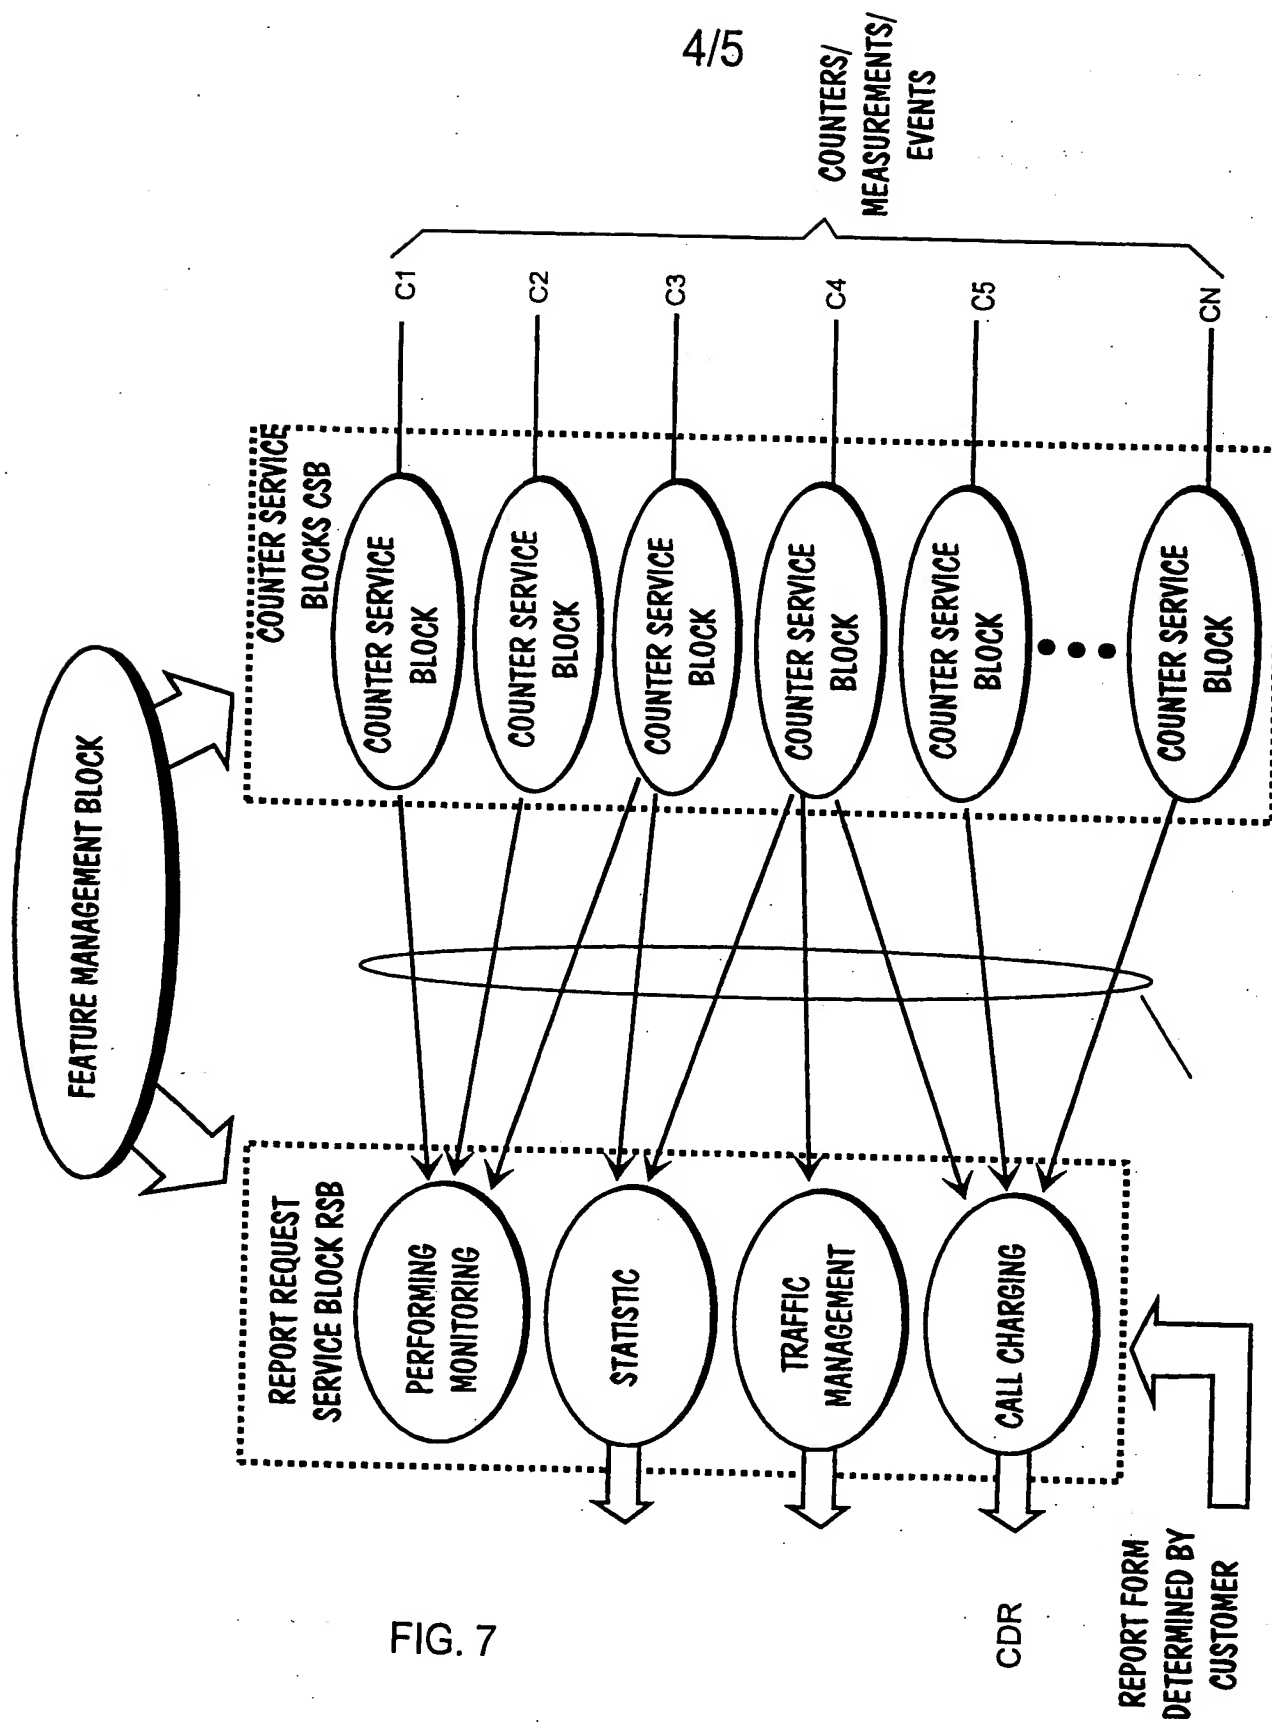 4/5
FEATURE MANAGEMENT BLOCK
COUNTER SERVICE
BLOCKS CSB
COUNTERS/
MEASUREMENTS/
EVENTS
COUNTER SERVICE
BLOCK
C1
COUNTER SERVICE
BLOCK
C2
COUNTER SERVICE
BLOCK
C3
COUNTER SERVICE
BLOCK
C4
COUNTER SERVICE
BLOCK
C5
COUNTER SERVICE
BLOCK
CN
REPORT REQUEST
SERVICE BLOCK RSB
PERFORMING
MONITORING
STATISTIC
TRAFFIC
MANAGEMENT
CALL CHARGING
CDR
REPORT FORM
DETERMINED BY
CUSTOMER
FIG. 7